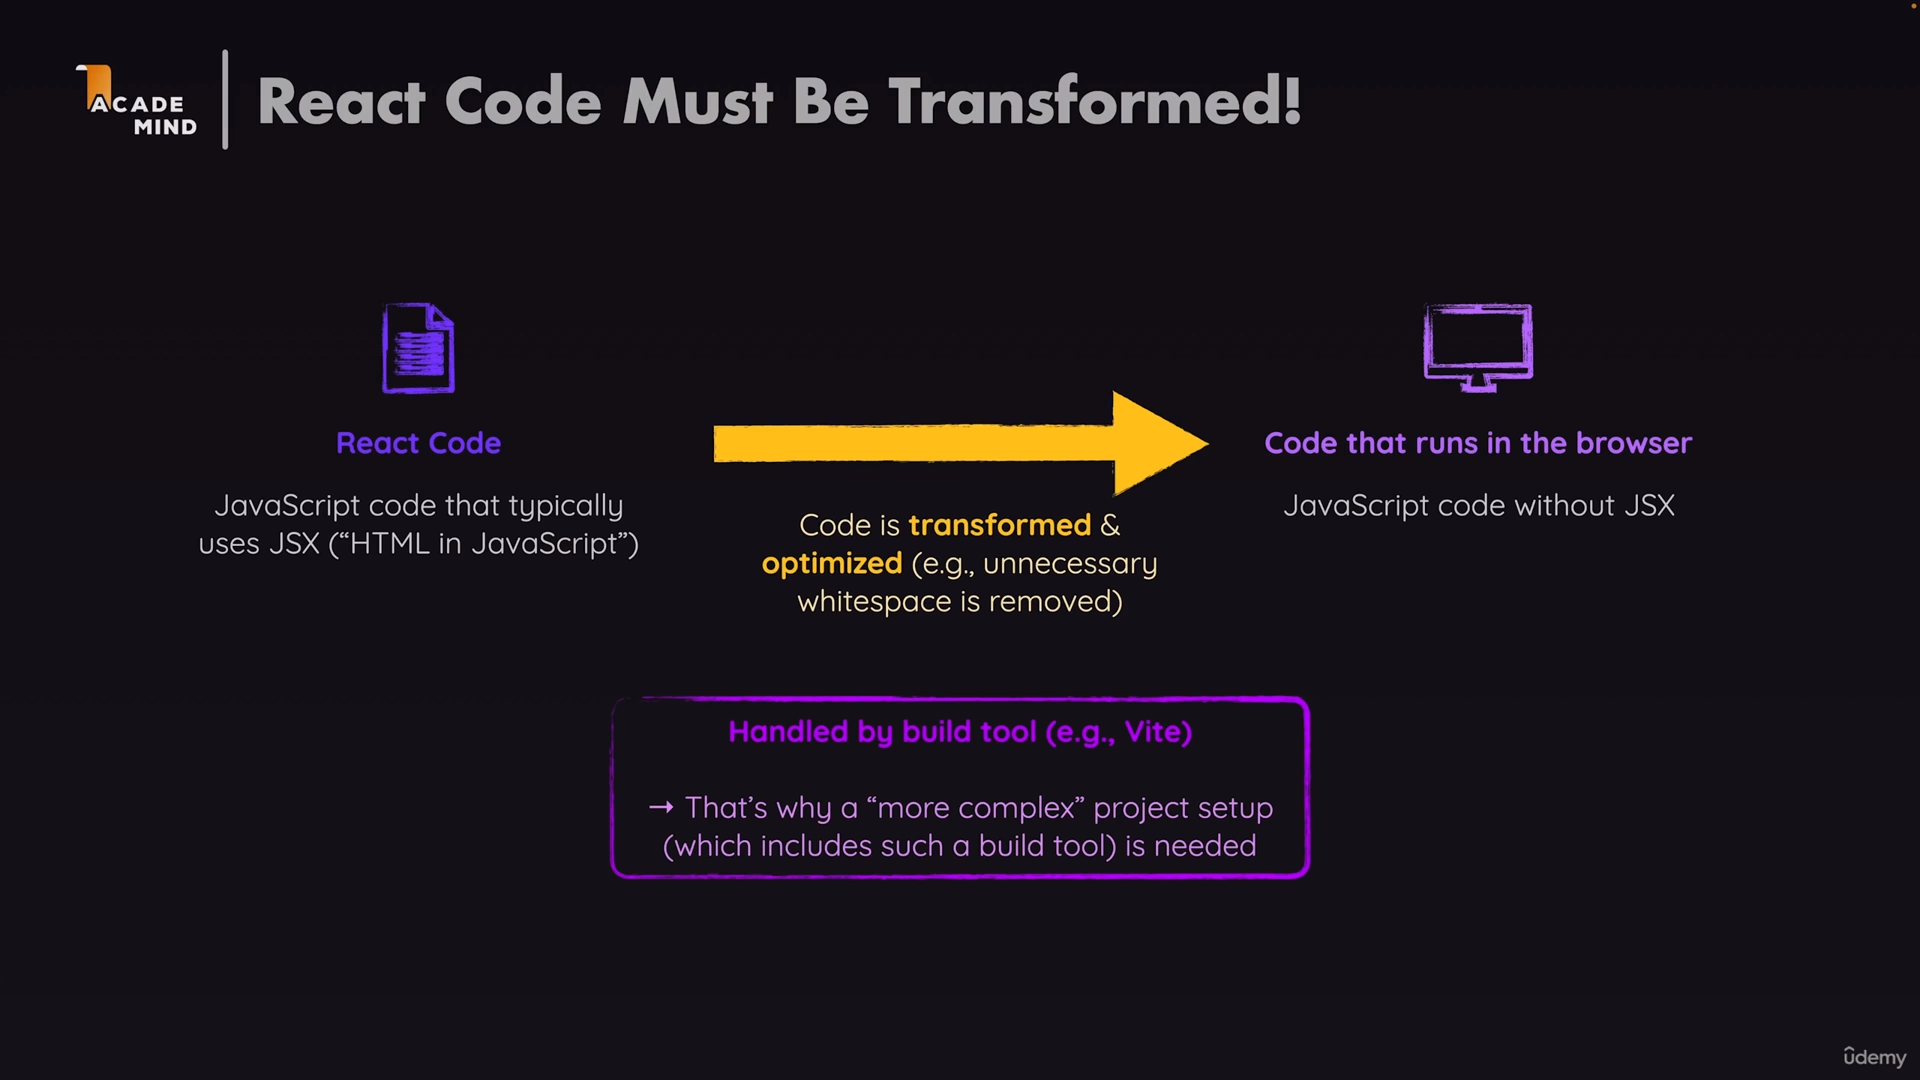 ACADE
MIND
React Code Must Be Transformed!
React Code
JavaScript code that typically
uses JSX (“HTML in JavaScript”)
Code is transformed &
optimized (e.g., unnecessary
whitespace is removed)
Code that runs in the browser
JavaScript code without JSX
Handled by build tool (e.g., Vite)
→ That’s why a “more complex” project setup
(which includes such a build tool) is needed
ûdemy